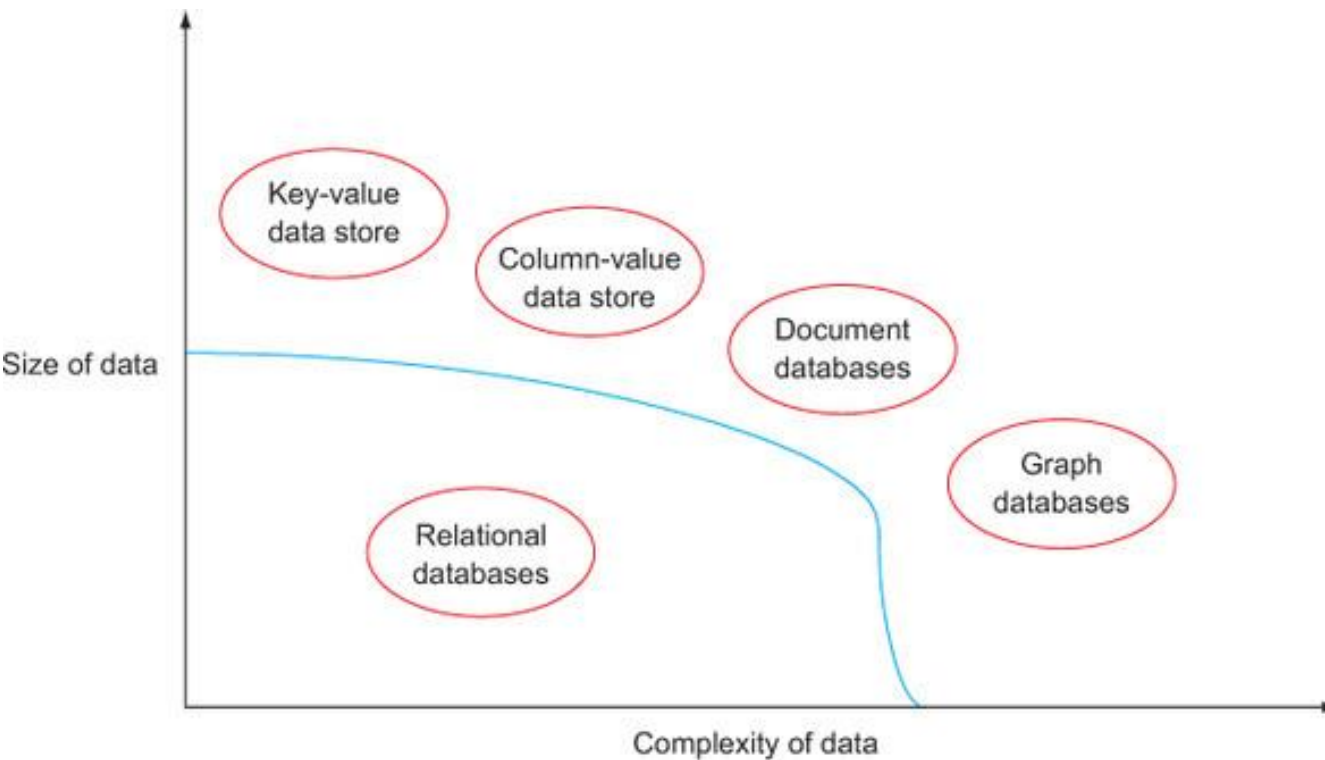 Key-value
data store
Column-value
data store
Document
databases
Size of data
Graph
databases
Relational
databases
Complexity of data